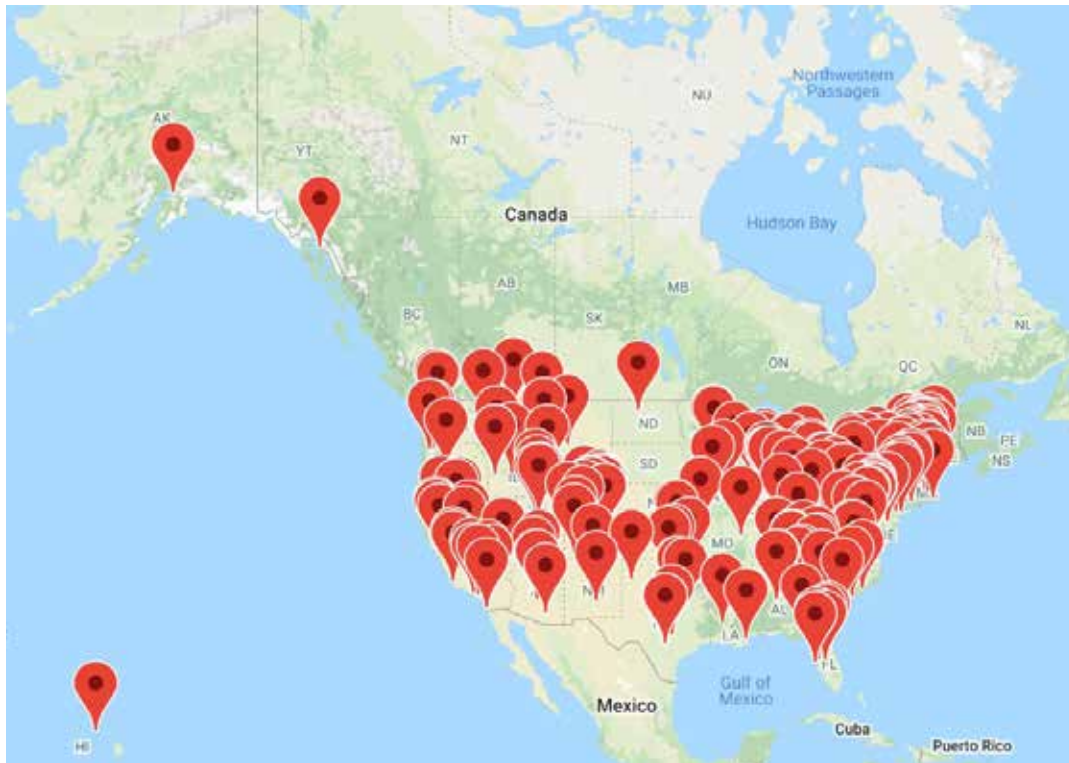 AK
YT
NT
NU
Northwestern
Passages
Canada
Hudson Bay
BC
AB
SK
MB
ON
QC
NL
NB
PE
NS
ND
SD
MO
AL
LA
FL
Gulf of
Mexico
Mexico
Cuba
Puerto Rico
HI